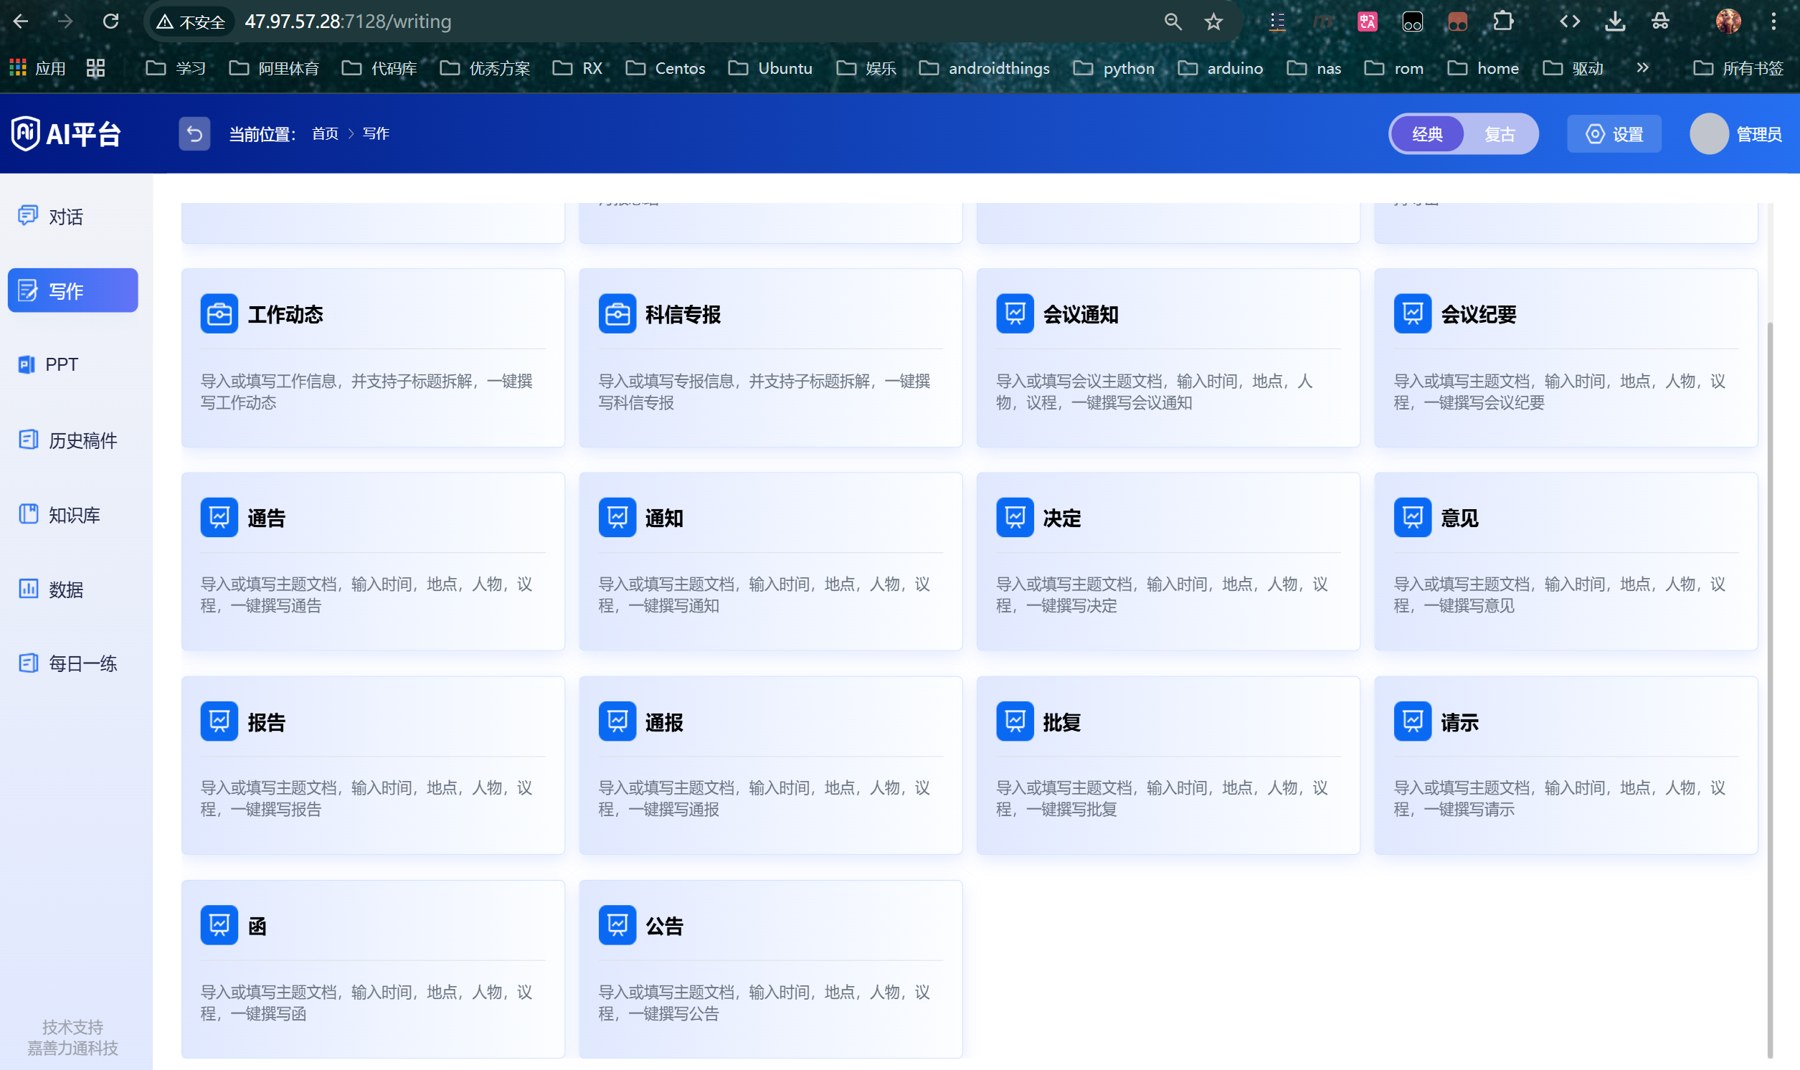 不安全
47.97.57.28:7128/writing
应用
学习
阿里体育
代码库
优秀方案
RX
Centos
Ubuntu
娱乐
androidthings
python
arduino
nas
rom
home
驱动
所有书签
AI平台
当前位置： 首页 > 写作
经典
复古
设置
管理员
对话
写作
PPT
历史稿件
知识库
数据
每日一练
技术支持
嘉善力通科技
工作动态
导入或填写工作信息，并支持子标题拆解，一键撰
写工作动态
科信专报
导入或填写专报信息，并支持子标题拆解，一键撰
写科信专报
会议通知
导入或填写会议主题文档，输入时间，地点，人
物，议程，一键撰写会议通知
会议纪要
导入或填写主题文档，输入时间，地点，人物，议
程，一键撰写会议纪要
通告
导入或填写主题文档，输入时间，地点，人物，议
程，一键撰写通告
通知
导入或填写主题文档，输入时间，地点，人物，议
程，一键撰写通知
决定
导入或填写主题文档，输入时间，地点，人物，议
程，一键撰写决定
意见
导入或填写主题文档，输入时间，地点，人物，议
程，一键撰写意见
报告
导入或填写主题文档，输入时间，地点，人物，议
程，一键撰写报告
通报
导入或填写主题文档，输入时间，地点，人物，议
程，一键撰写通报
批复
导入或填写主题文档，输入时间，地点，人物，议
程，一键撰写批复
请示
导入或填写主题文档，输入时间，地点，人物，议
程，一键撰写请示
函
导入或填写主题文档，输入时间，地点，人物，议
程，一键撰写函
公告
导入或填写主题文档，输入时间，地点，人物，议
程，一键撰写公告